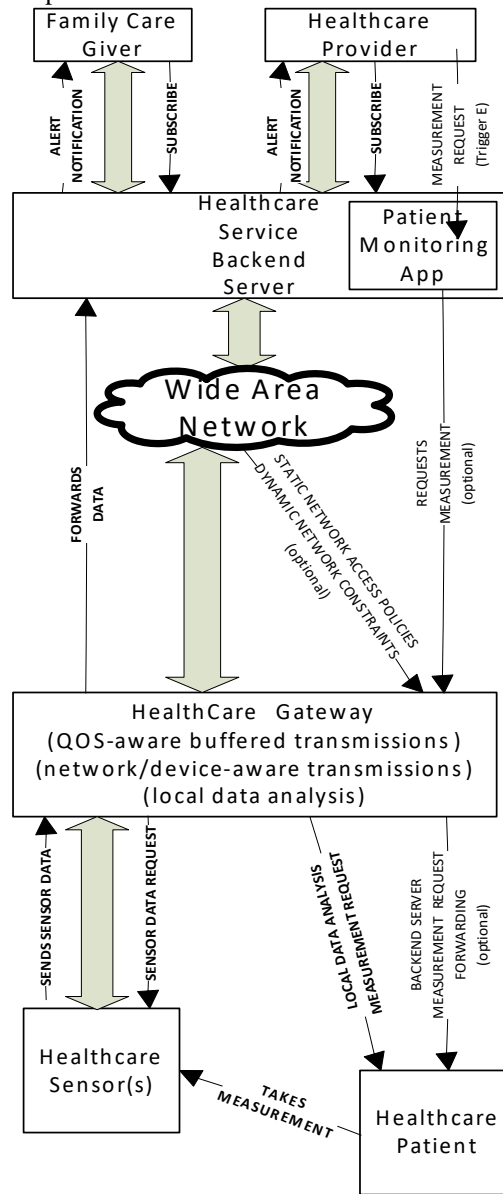 Family Care
Giver
Healthcare
Provider
ALERT
NOTIFICATION
SUBSCRIBE
ALERT
NOTIFICATION
SUBSCRIBE
MEASUREMENT
REQUEST
(Trigger E)
Healthcare
Service
Backend
Server
Patient
Monitoring
App
Wide Area
Network
FORWARDS
DATA
STATIC NETWORK ACCESS POLICIES
DYNAMIC NETWORK CONSTRAINTS
(optional)
REQUESTS
MEASUREMENT
(optional)
HealthCare Gateway
(QOS-aware buffered transmissions)
(network/device-aware transmissions)
(local data analysis)
SENDS SENSOR DATA
SENSOR DATA REQUEST
LOCAL DATA ANALYSIS
MEASUREMENT REQUEST
BACKEND SERVER
MEASUREMENT REQUEST
FORWARDING
(optional)
Healthcare
Sensor(s)
TAKES
MEASUREMENT
Healthcare
Patient